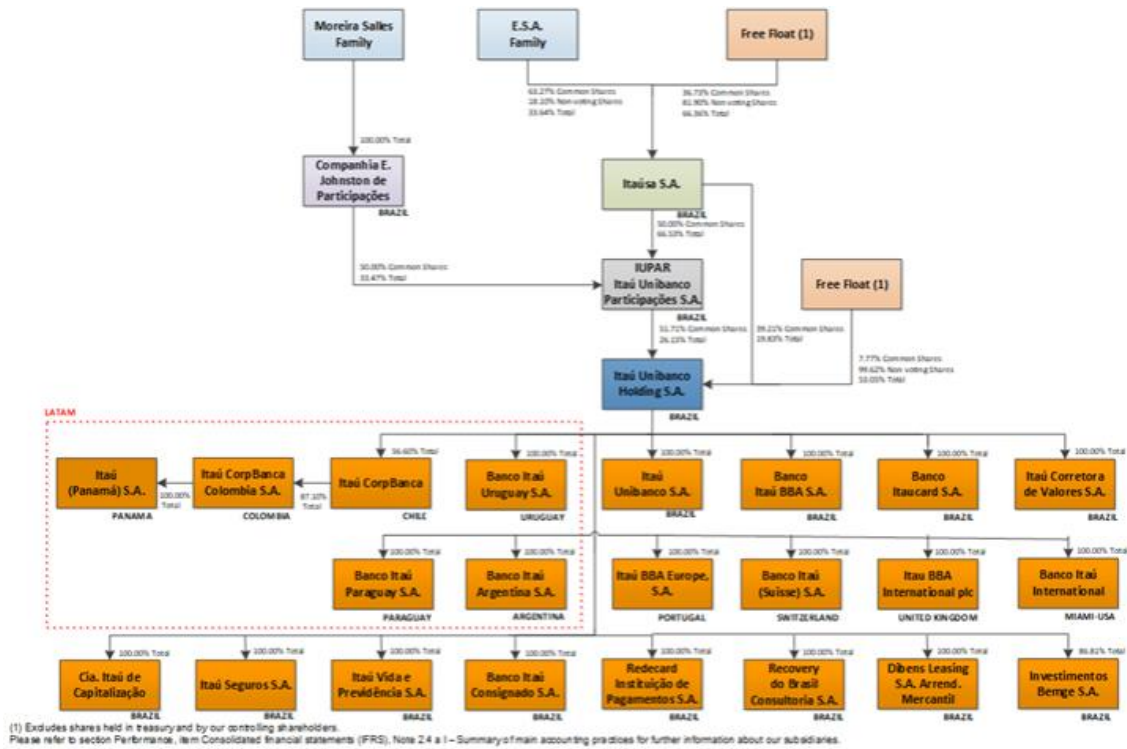 Moreira Salles
Family
E.S.A.
Family
Free Float (1)
63.27% Common Shares
18.10% Non-voting Shares
33.64% Total
36.73% Common Shares
81.90% Non-voting Shares
66.36% Total
100.00% Total
Companhia E.
Johnston de
Participações
BRAZIL
Itaúsa S.A.
BRAZIL
50.00% Common Shares
66.53% Total
50.00% Common Shares
33.47% Total
IUPAR
Itaú Unibanco
Participações S.A.
BRAZIL
Free Float (1)
51.71% Common Shares
26.15% Total
39.21% Common Shares
19.83% Total
7.77% Common Shares
99.62% Non voting Shares
Itaú Unibanco
Holding S.A.
BRAZIL
LATAM
56.60% Total
100.00% Total
100.00% Total
100.00% Total
100.00% Total
100.00% Total
Itaú
(Panamá) S.A.
PANAMA
100.00%
Total
Itaú CorpBanca
Colombia S.A.
COLOMBIA
87.10%
Total
Itaú CorpBanca
CHILE
Banco Itaú
Uruguay S.A.
URUGUAY
Itaú
Unibanco S.A.
BRAZIL
Banco
Itaú BBA S.A.
BRAZIL
Banco
Itaucard S.A.
BRAZIL
Itaú Corretora
de Valores S.A.
BRAZIL
100.00% Total
100.00% Total
100.00% Total
100.00% Total
100.00% Total
100.00% Total
Banco Itaú
Paraguay S.A.
PARAGUAY
Banco Itaú
Argentina S.A.
ARGENTINA
Itaú BBA Europe,
S.A.
PORTUGAL
Banco Itaú
(Suisse) S.A.
SWITZERLAND
Itau BBA
International plc
UNITED KINGDOM
Banco Itaú
International
MIAMI-USA
100.00% Total
100.00% Total
100.00% Total
100.00% Total
100.00% Total
100.00% Total
100.00% Total
86.81% Total
Cia. Itaú de
Capitalização
BRAZIL
Itaú Seguros S.A.
BRAZIL
Itaú Vida e
Previdência S.A.
BRAZIL
Banco Itaú
Consignado S.A.
BRAZIL
Redecard
Instituição de
Pagamentos S.A.
BRAZIL
Recovery
do Brasil
Consultoria S.A.
BRAZIL
Dibens Leasing
S.A. Arrend.
Mercantil
BRAZIL
Investimentos
Bemge S.A.
BRAZIL
(1) Excludes shares held in treasury and by our controlling shareholders.
Please refer to section Performance, item Consolidated financial statements (IFRS), Note 2.4 a I – Summary of main accounting practices for further information about our subsidiaries.